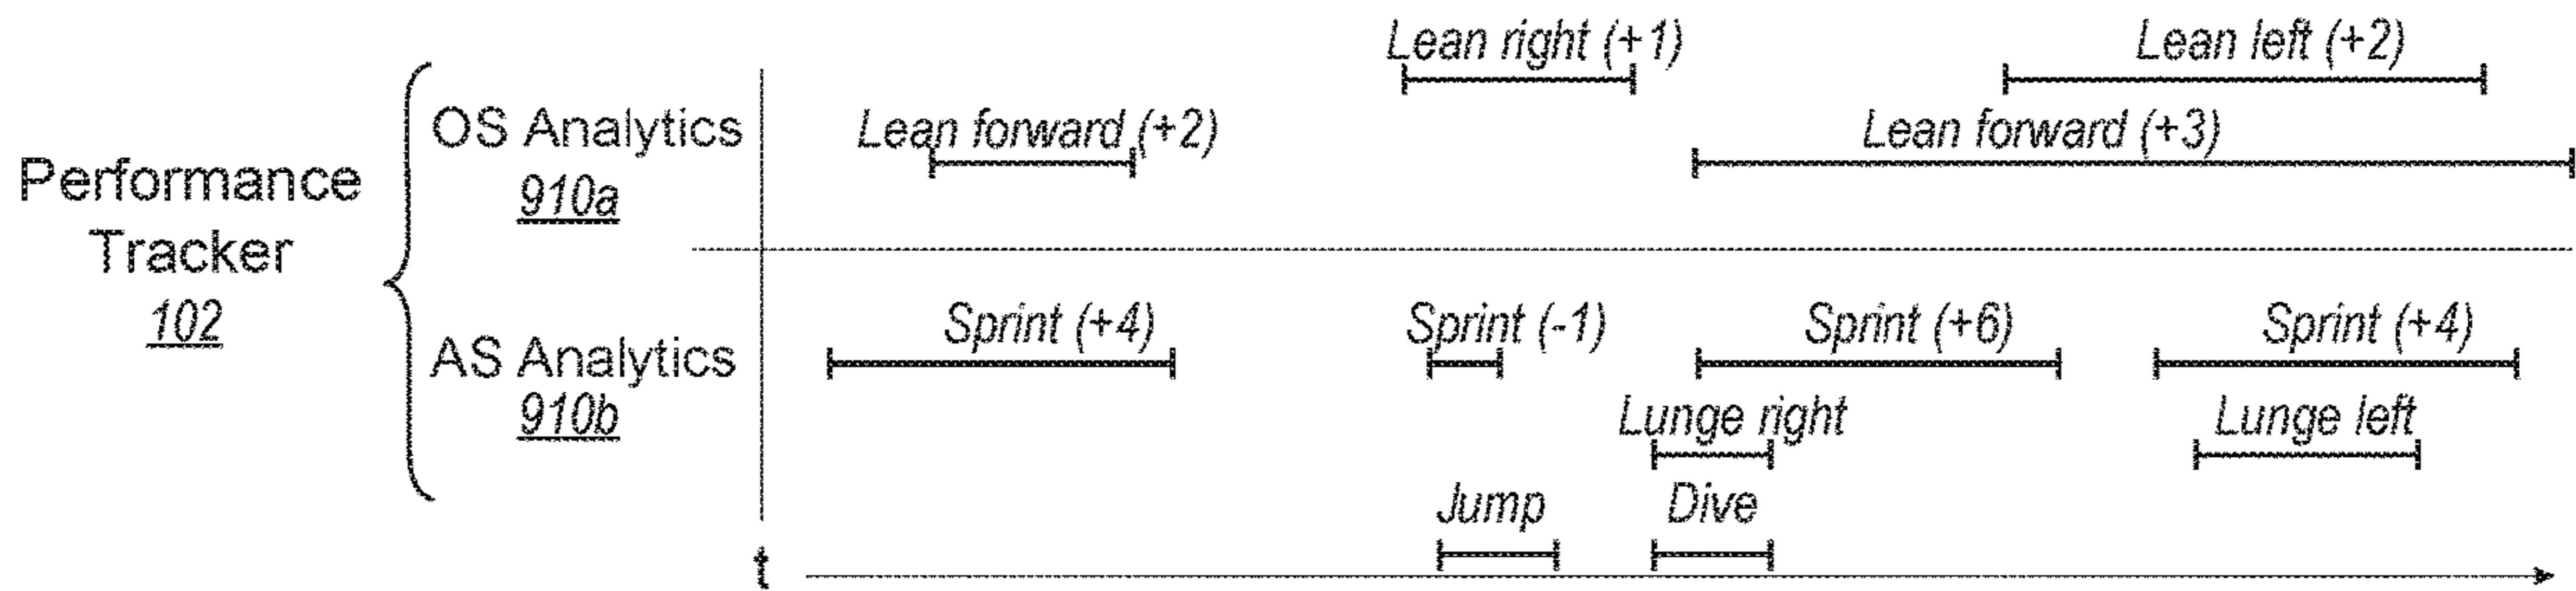 Lean right (+1)
Lean left (+2)
OS Analytics
Lean forward (+2)
Lean forward (+3)
Performance
910a
Tracker
102
Sprint (+4)
Sprint (-1)
Sprint (+6)
Sprint (+4)
AS Analytics
910b
Lunge right
Lunge left
Jump
Dive
t